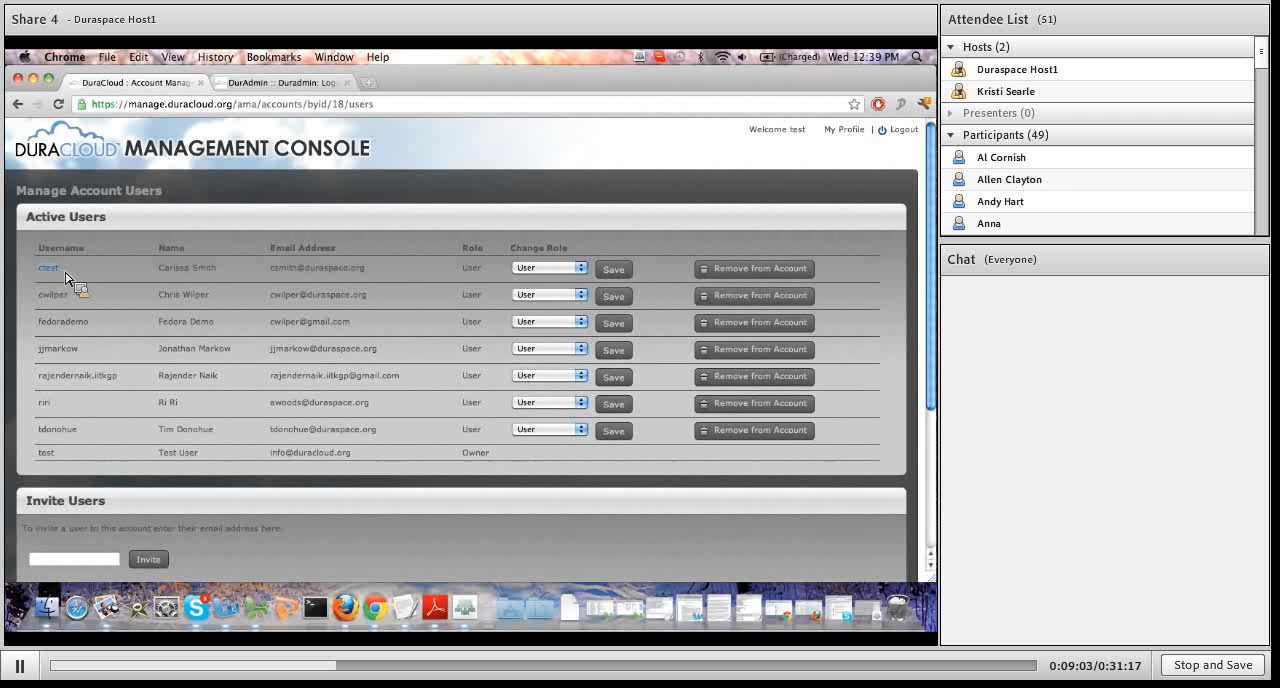 Share 4 - Duraspace Host1
Chrome File Edit View History Bookmarks Window Help (Charged) Wed 12:39 PM
DuraCloud : Account Manag DurAdmin :: Duradmin: Log
https://manage.duracloud.org/ama/accounts/byid/18/users
Welcome test My Profile | Logout
DURACLOUD MANAGEMENT CONSOLE
Manage Account Users
Active Users
Username Name Email Address Role Change Role
ctest Carissa Smith csmith@duraspace.org User User Save Remove from Account
cwilper Chris Wilper cwilper@duraspace.org User User Save Remove from Account
fedorademo Fedora Demo cwilper@gmail.com User User Save Remove from Account
jjmarkow Jonathan Markow jjmarkow@duraspace.org User User Save Remove from Account
rajendernaik.iitkgp Rajender Naik rajendernaik.iitkgp@gmail.com User User Save Remove from Account
riri Ri Ri awoods@duraspace.org User User Save Remove from Account
tdonohue Tim Donohue tdonohue@duraspace.org User User Save Remove from Account
test Test User info@duracloud.org Owner
Invite Users
To invite a user to this account enter their email address here.
Invite
Attendee List (51)
Hosts (2)
Duraspace Host1
Kristi Searle
Presenters (0)
Participants (49)
Al Cornish
Allen Clayton
Andy Hart
Anna
Chat (Everyone)
0:09:03/0:31:17 Stop and Save